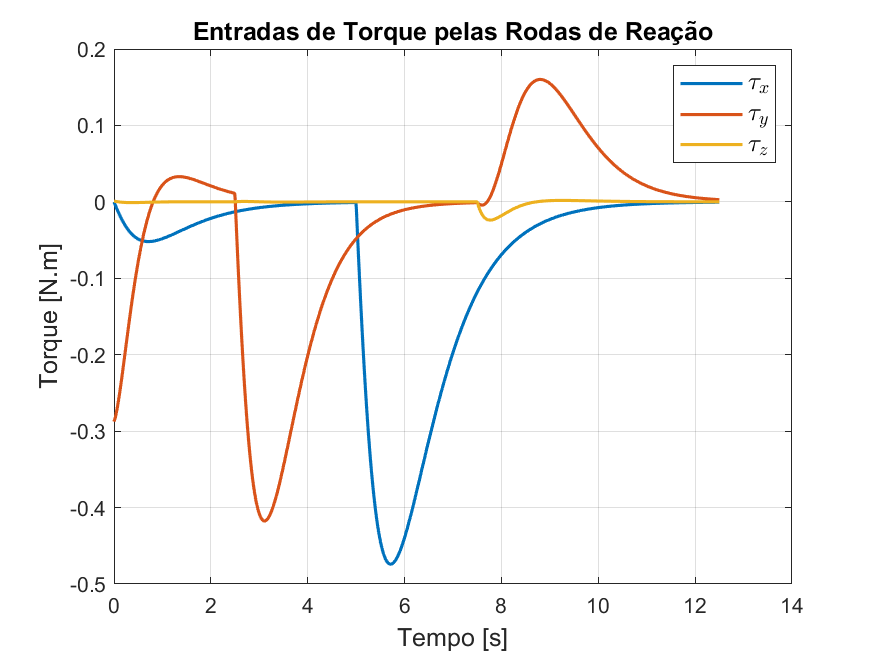 Entradas de Torque pelas Rodas de Reação
τx
τy
τz
0.2
0.1
0
-0.1
-0.2
-0.3
-0.4
-0.5
Torque [N.m]
0 2 4 6 8 10 12 14
Tempo [s]